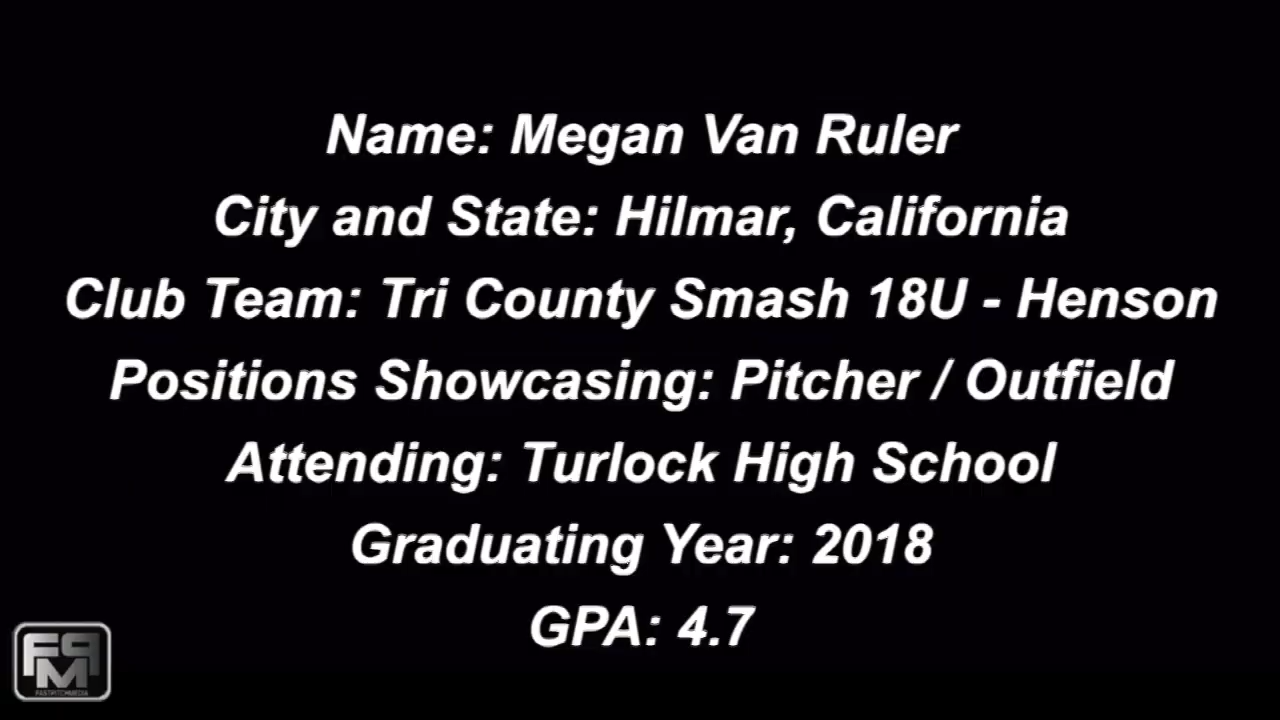 Name: Megan Van Ruler
City and State: Hilmar, California
Club Team: Tri County Smash 18U - Henson
Positions Showcasing: Pitcher / Outfield
Attending: Turlock High School
Graduating Year: 2018
GPA: 4.7
FPM
FASTPITCHMEDIA